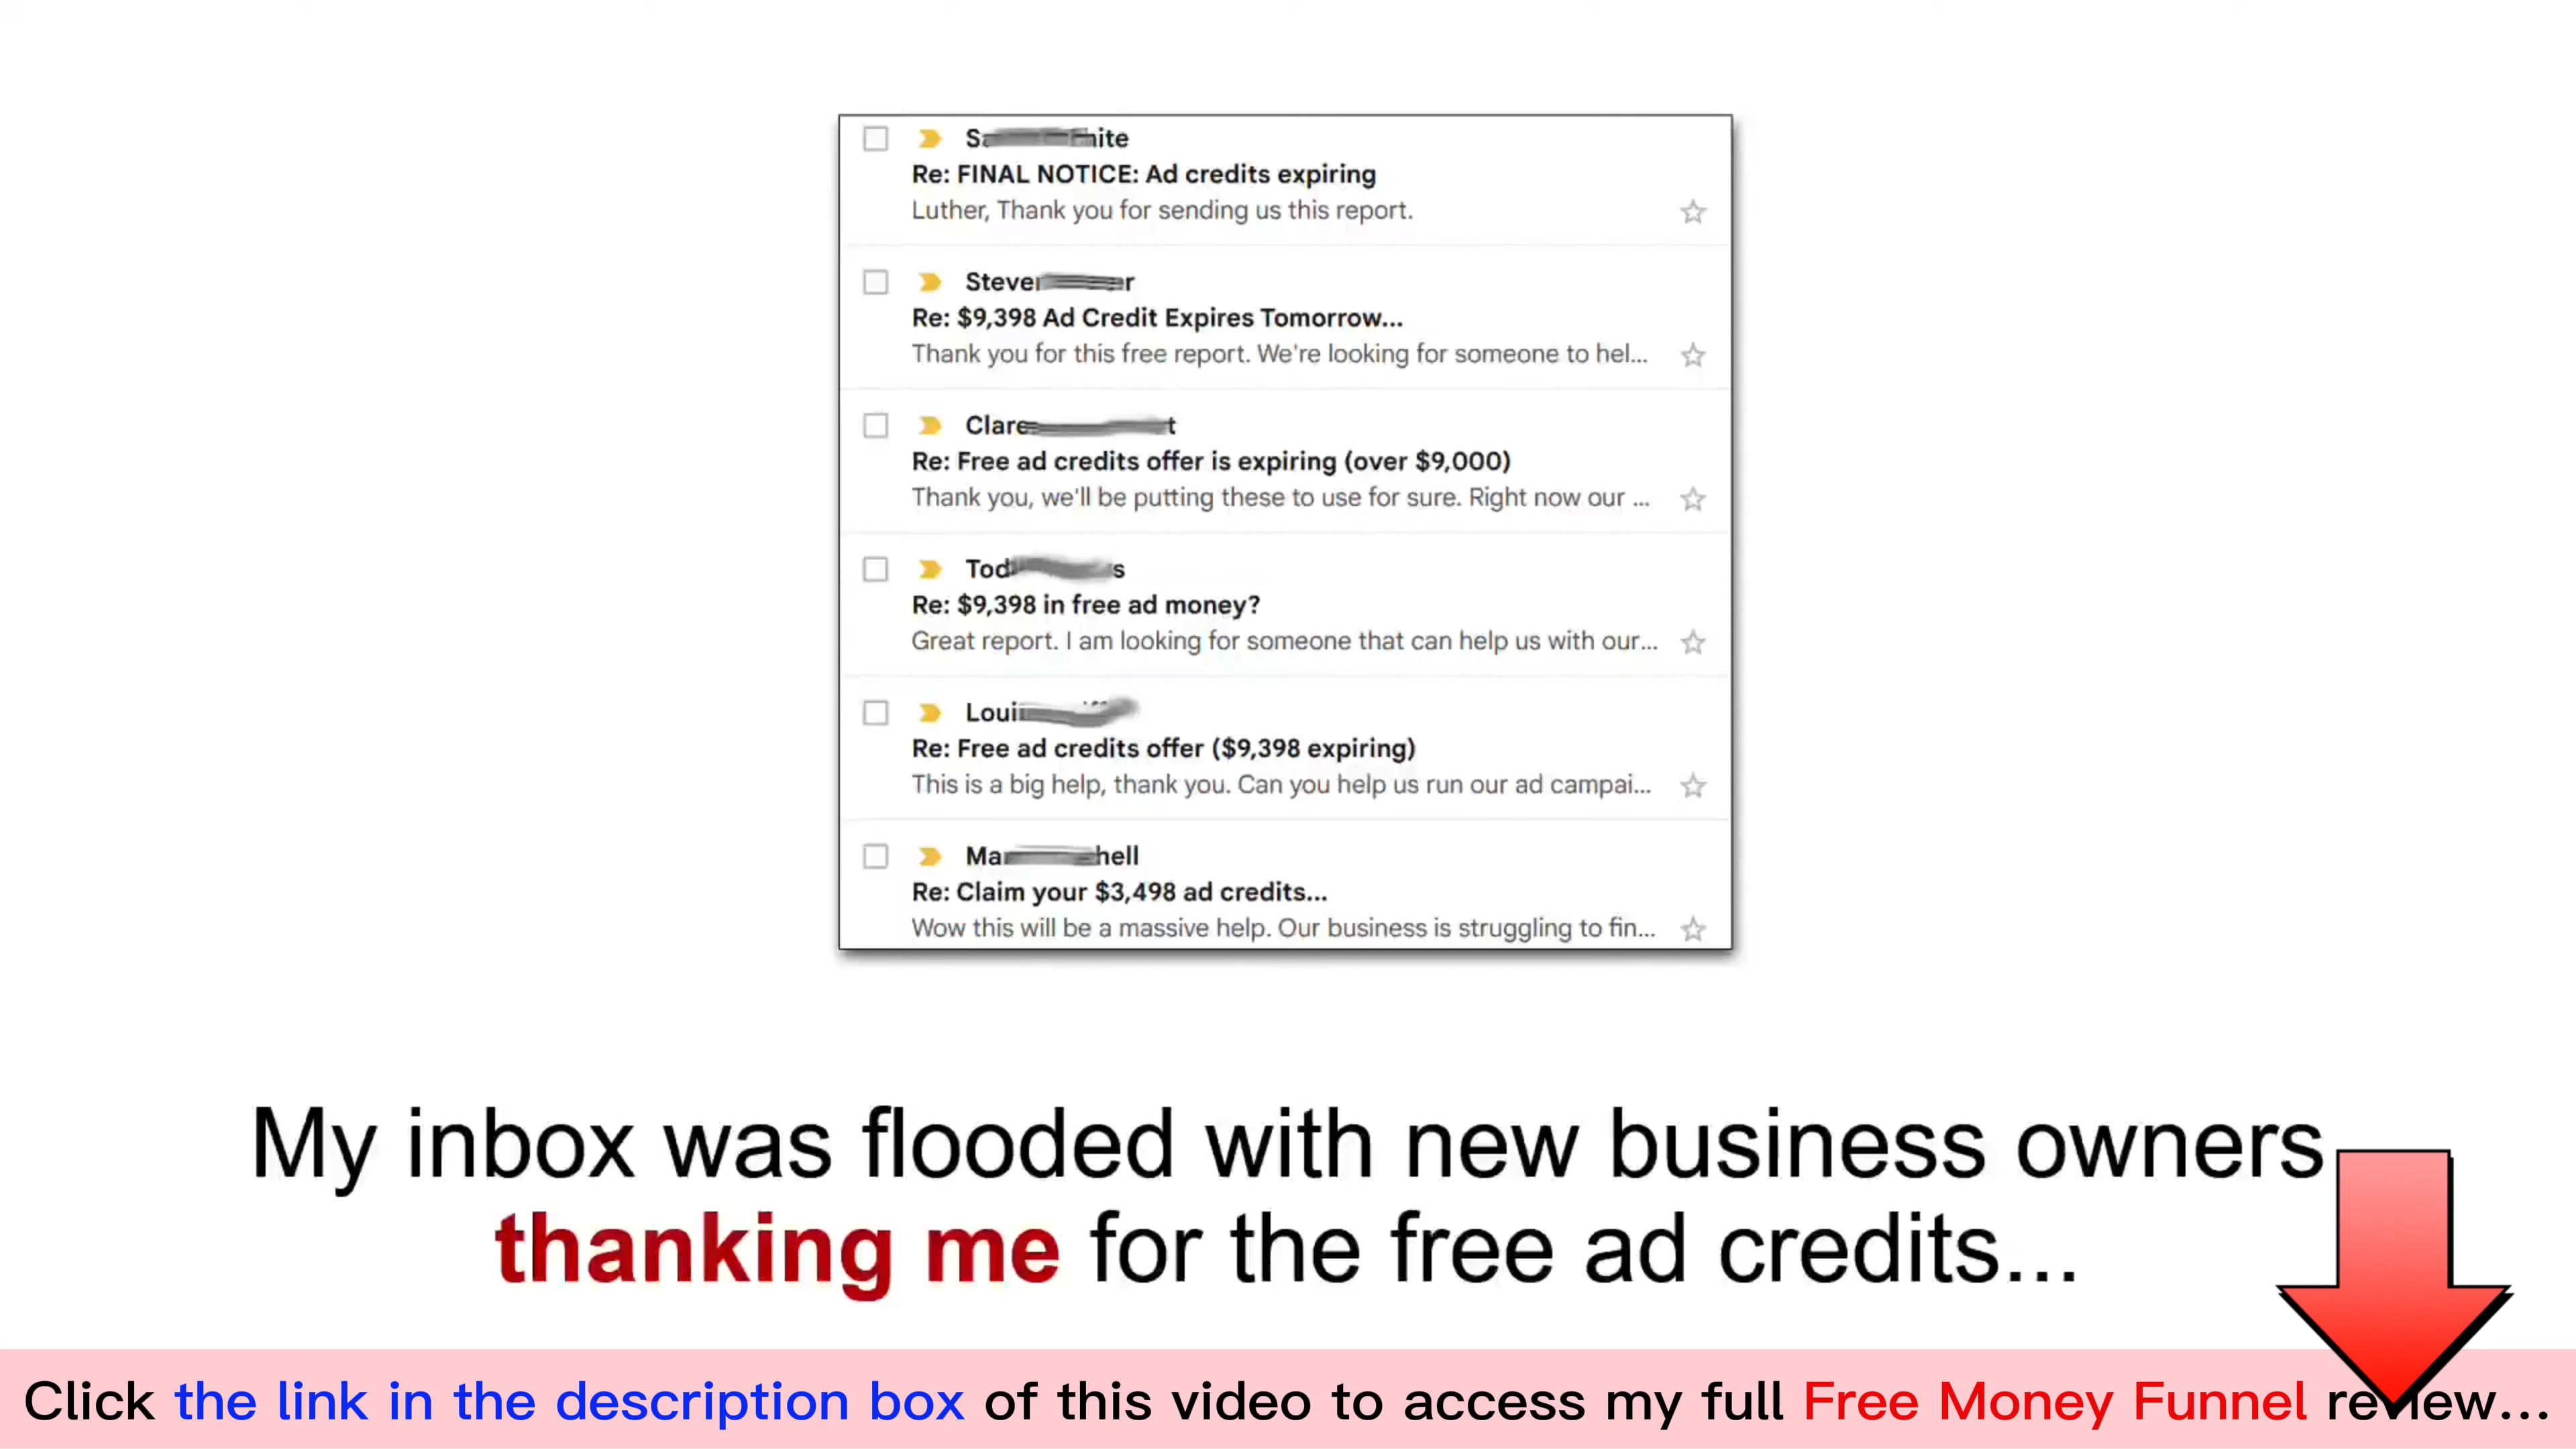 Re: FINAL NOTICE: Ad credits expiring
Luther, Thank you for sending us this report.
Re: $9,398 Ad Credit Expires Tomorrow...
Thank you for this free report. We're looking for someone to hel...
Clare
Re: Free ad credits offer is expiring (over $9,000)
Thank you, we'll be putting these to use for sure. Right now our ...
Re: $9,398 in free ad money?
Great report. I am looking for someone that can help us with our...
Re: Free ad credits offer ($9,398 expiring)
This is a big help, thank you. Can you help us run our ad campai...
Re: Claim your $3,498 ad credits...
Wow this will be a massive help. Our business is struggling to fin...
My inbox was flooded with new business owners
thanking me for the free ad credits...
Click the link in the description box of this video to access my full Free Money Funnel review...